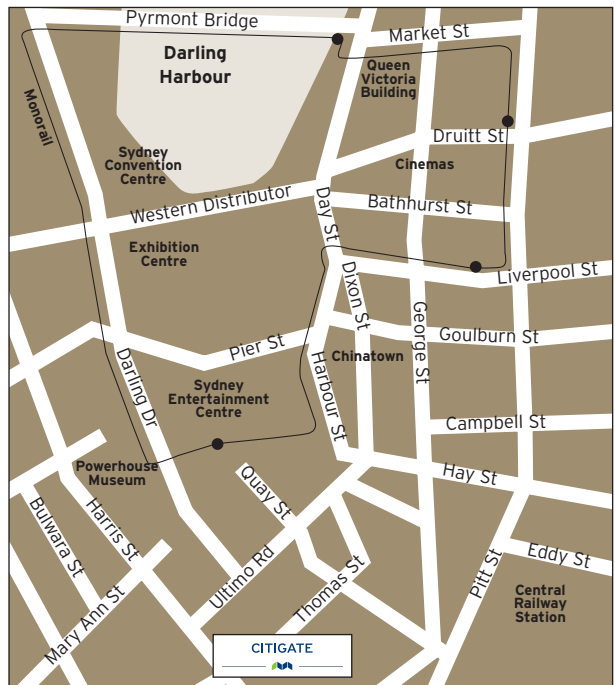 Pyrmont Bridge
Market St
Darling
Harbour
Queen
Victoria
Building
Monorail
Druitt St
Sydney
Convention
Centre
Cinemas
Western Distributor
Day St
Bathhurst St
Exhibition
Centre
Dixon St
Liverpool St
George St
Goulburn St
Pier St
Harbour St
Chinatown
Darling Dr
Sydney
Entertainment
Centre
Campbell St
Powerhouse
Museum
Hay St
Quay St
Bulwara St
Harris St
Ultimo Rd
Thomas St
Pitt St
Eddy St
Mary Ann St
Central
Railway
Station
CITIGATE